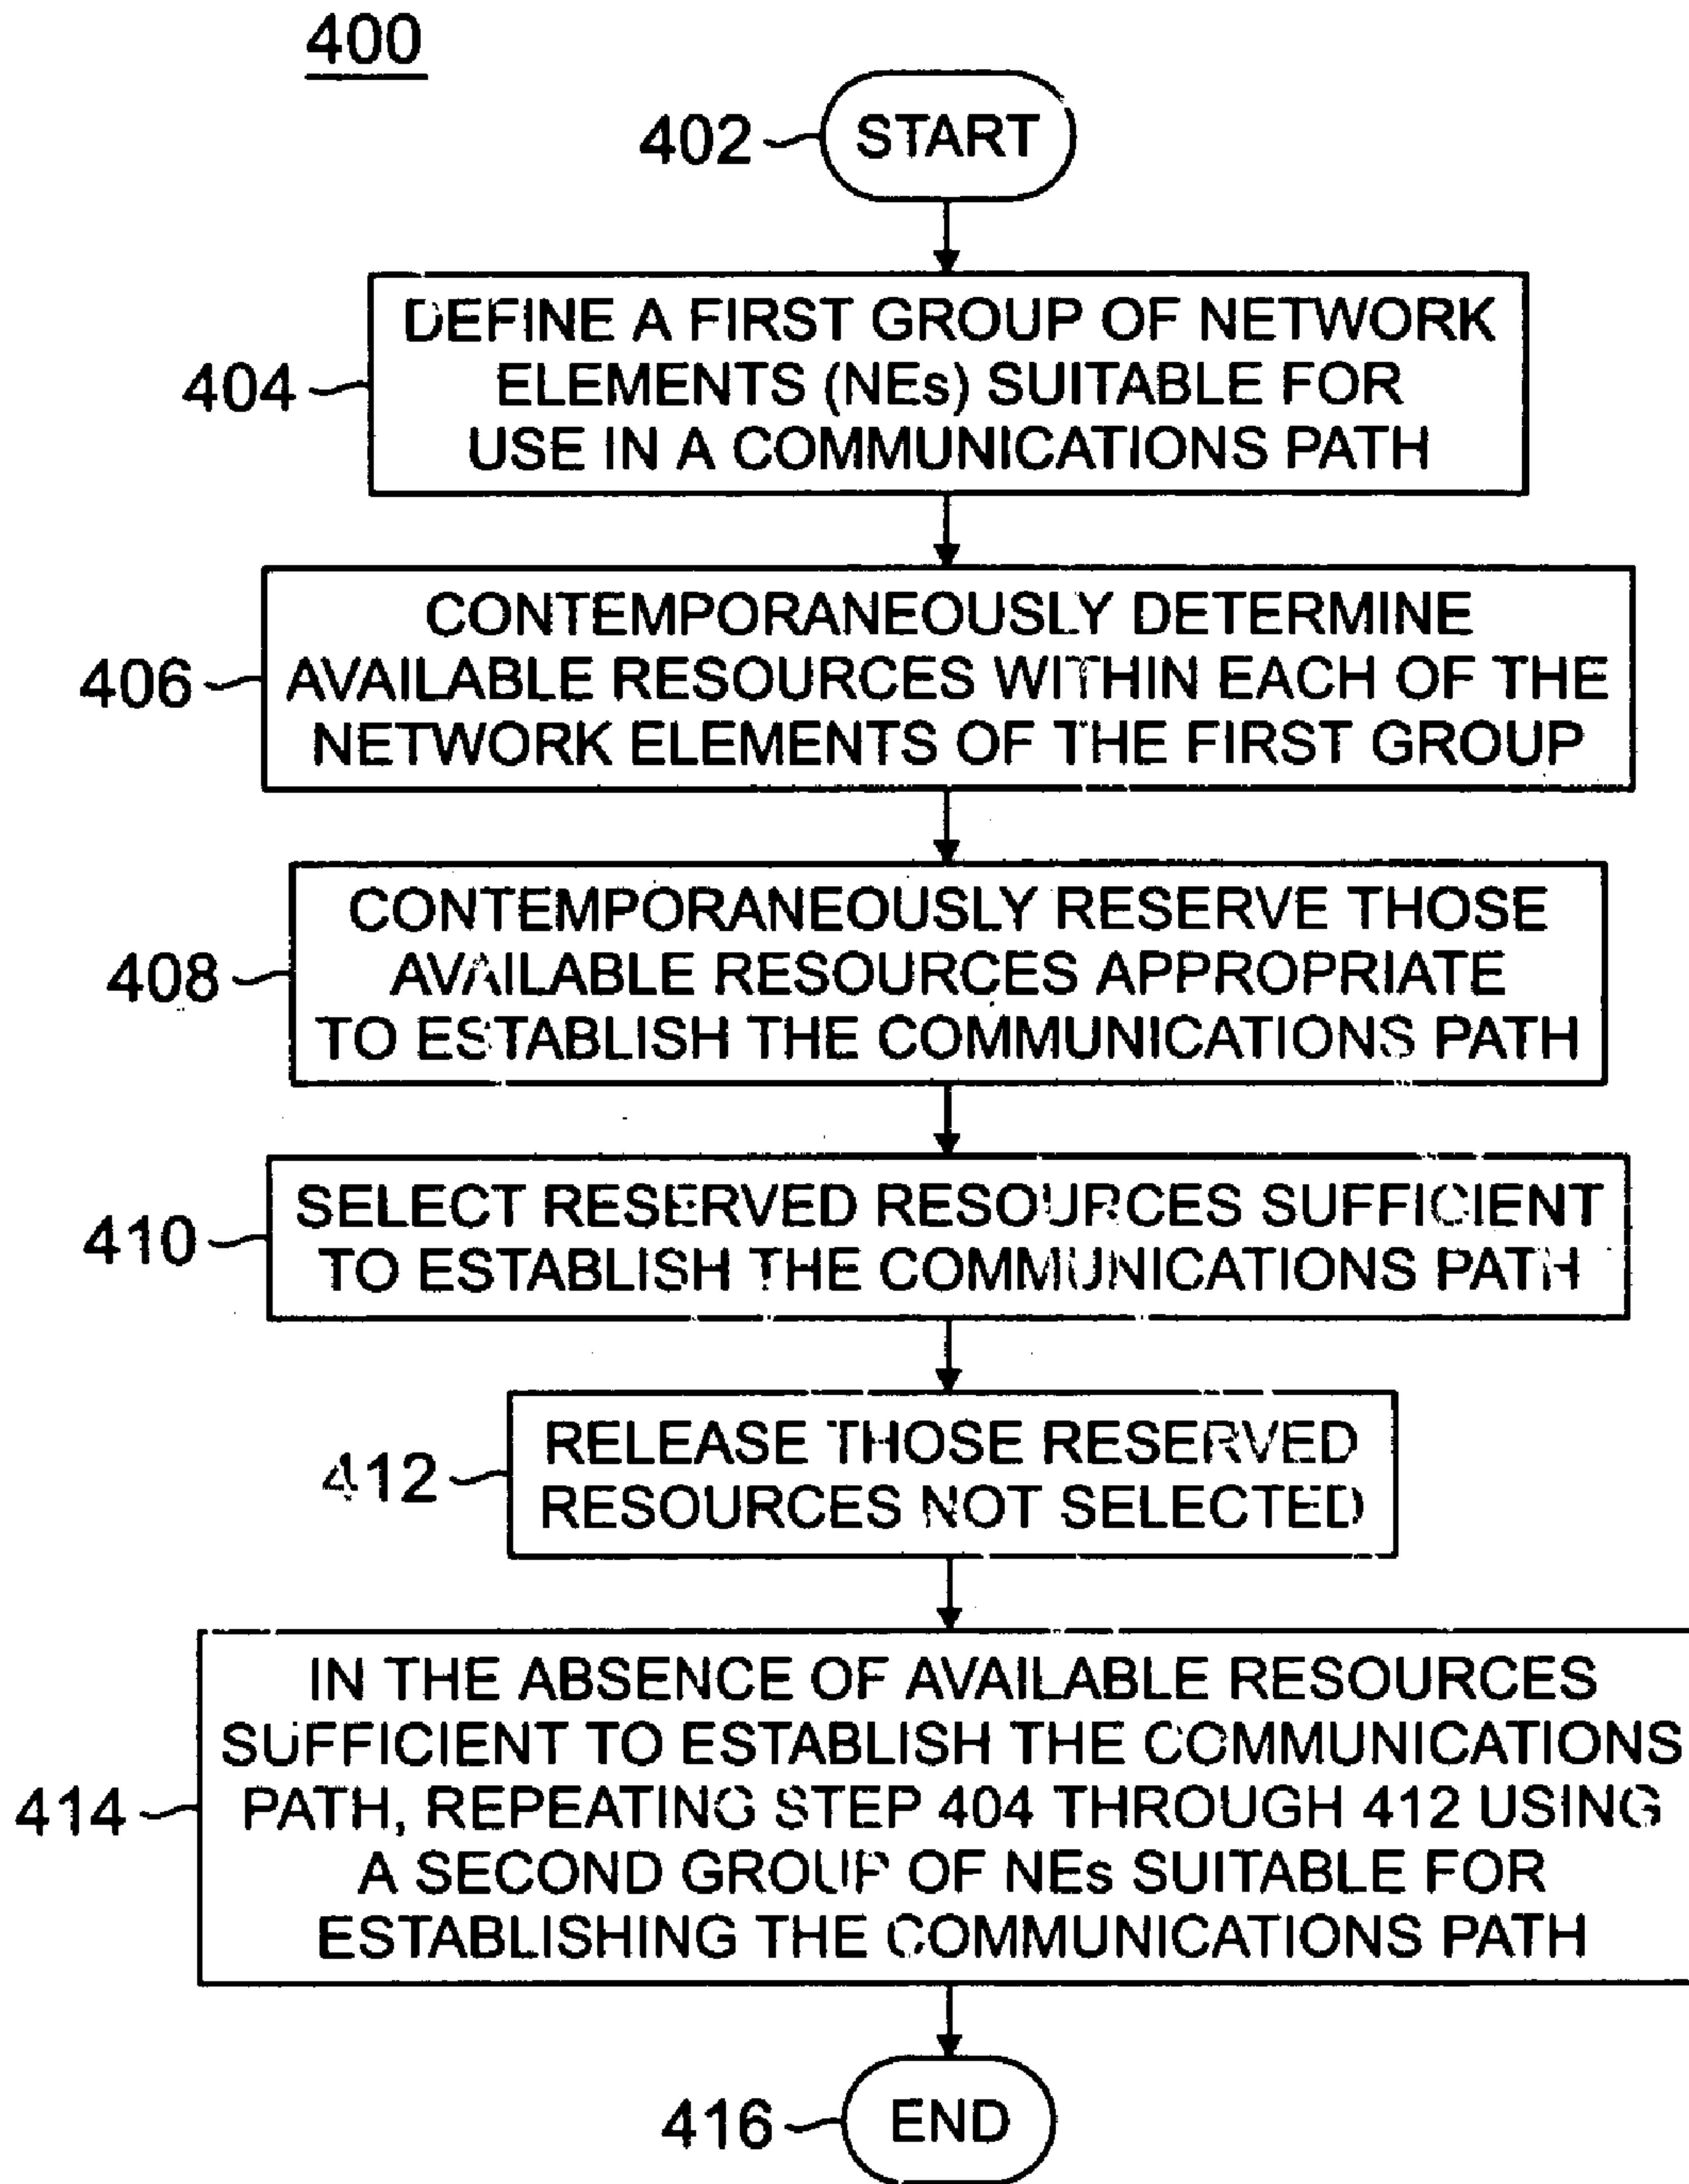 400
402 START
404
DEFINE A FIRST GROUP OF NETWORK
ELEMENTS (NEs) SUITABLE FOR
USE IN A COMMUNICATIONS PATH
406
CONTEMPORANEOUSLY DETERMINE
AVAILABLE RESOURCES WITHIN EACH OF THE
NETWORK ELEMENTS OF THE FIRST GROUP
408
CONTEMPORANEOUSLY RESERVE THOSE
AVAILABLE RESOURCES APPROPRIATE
TO ESTABLISH THE COMMUNICATIONS PATH
410
SELECT RESERVED RESOURCES SUFFICIENT
TO ESTABLISH THE COMMUNICATIONS PATH
412
RELEASE THOSE RESERVED
RESOURCES NOT SELECTED
414
IN THE ABSENCE OF AVAILABLE RESOURCES
SUFFICIENT TO ESTABLISH THE COMMUNICATIONS
PATH, REPEATING STEP 404 THROUGH 412 USING
A SECOND GROUP OF NEs SUITABLE FOR
ESTABLISHING THE COMMUNICATIONS PATH
416 END